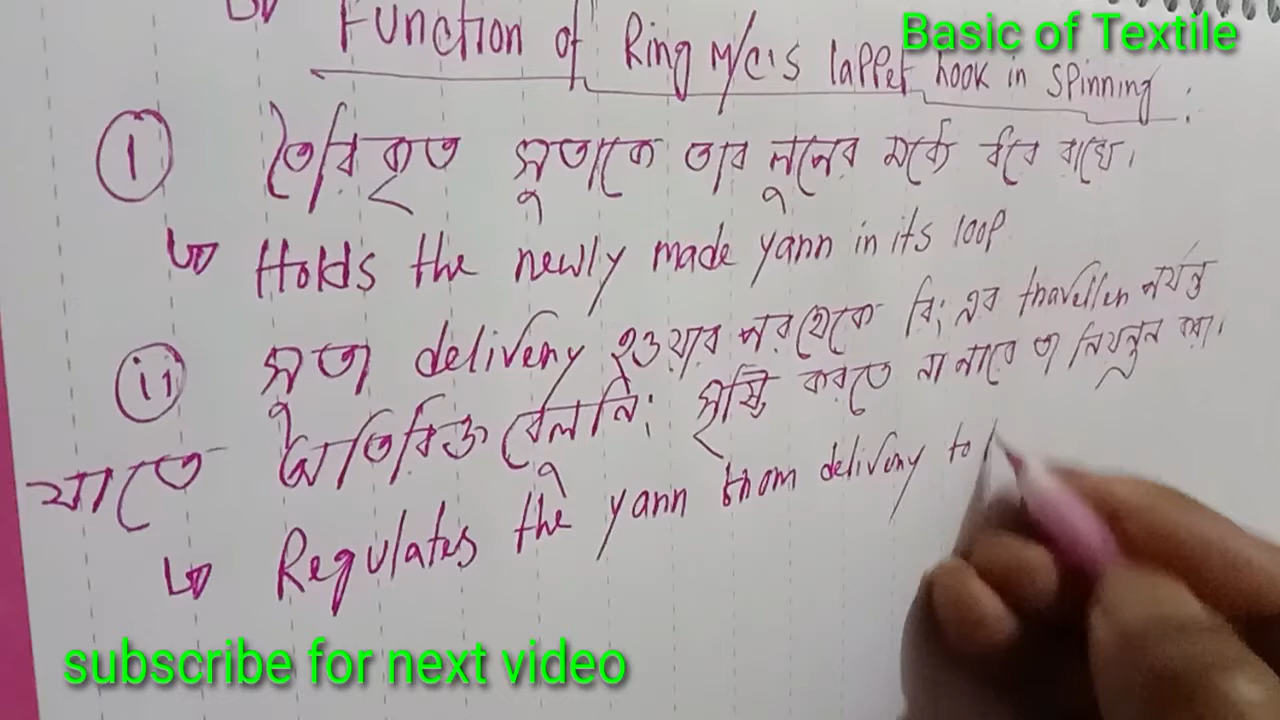 Basic of Textile
Function of Ring m/c's lappet hook in spinning :
i তৈরি কৃত সুতাকে তার লুপের মধ্যে ধরে রাখে।
↳ Holds the newly made yarn in its loop
ii সুতা delivery হওয়ার পর থেকে রিং এর traveller পর্যন্ত
যাতে অতিরিক্ত বেলুনিং সৃষ্টি করতে না পারে তা নিয়ন্ত্রন করা।
↳ Regulates the yarn from delivery to
subscribe for next video